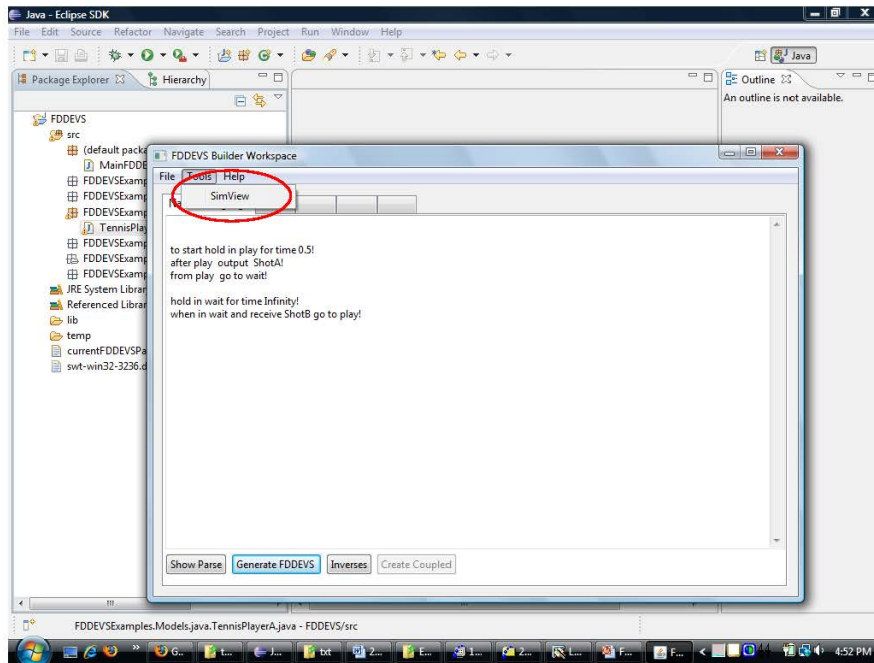 Java - Eclipse SDK
File Edit Source Refactor Navigate Search Project Run Window Help
Java
Package Explorer
Hierarchy
Outline
An outline is not available.
FDDEVS
src
(default packa
MainFDDE
FDDEVSExamp
FDDEVSExamp
FDDEVSExamp
TennisPlay
FDDEVSExamp
FDDEVSExamp
FDDEVSExamp
JRE System Librar
Referenced Librar
lib
temp
currentFDDEVSPa
swt-win32-3236.d
FDDEVS Builder Workspace
File Tools Help
SimView
to start hold in play for time 0.5!
after play output ShotA!
from play go to wait!
hold in wait for time Infinity!
when in wait and receive ShotB go to play!
Show Parse Generate FDDEVS Inverses Create Coupled
FDDEVSExamples.Models.java.TennisPlayerA.java - FDDEVS/src
G... t... J... txt 2... E... 1... 2... L... F... F... 4:52 PM